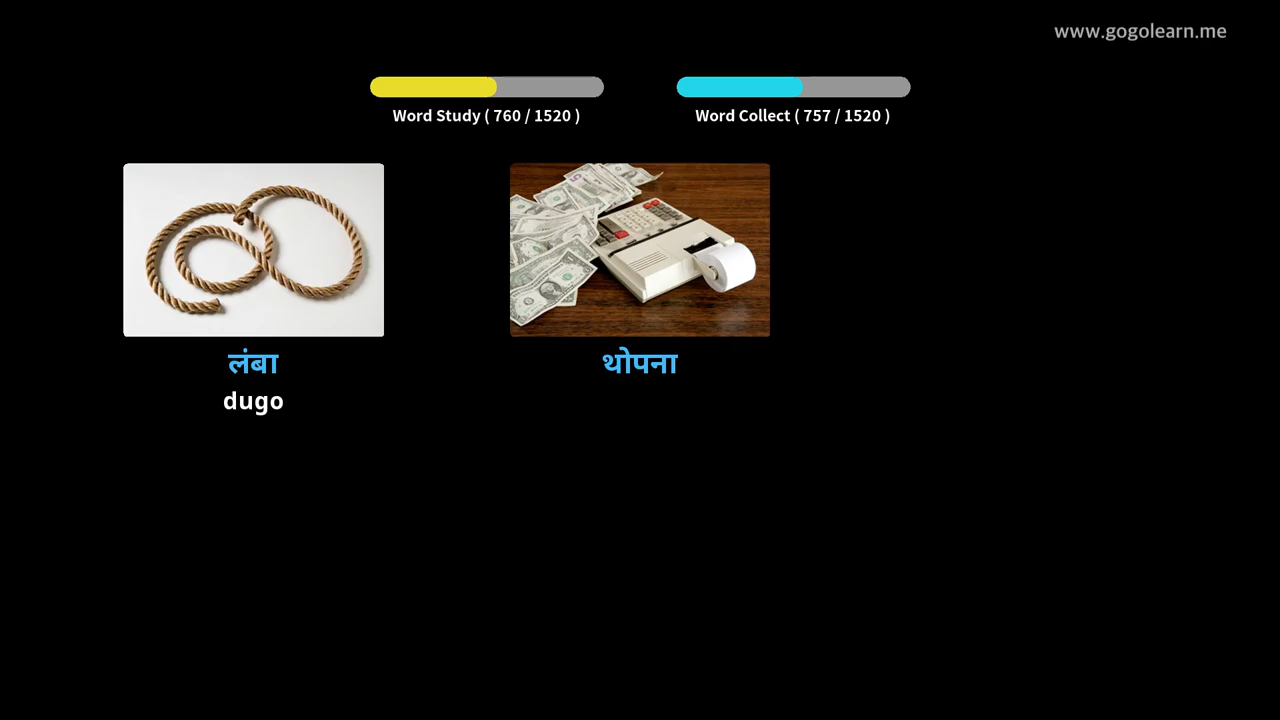 www.gogolearn.me
Word Study ( 760 / 1520 )
Word Collect ( 757 / 1520 )
लंबा
dugo
थोपना